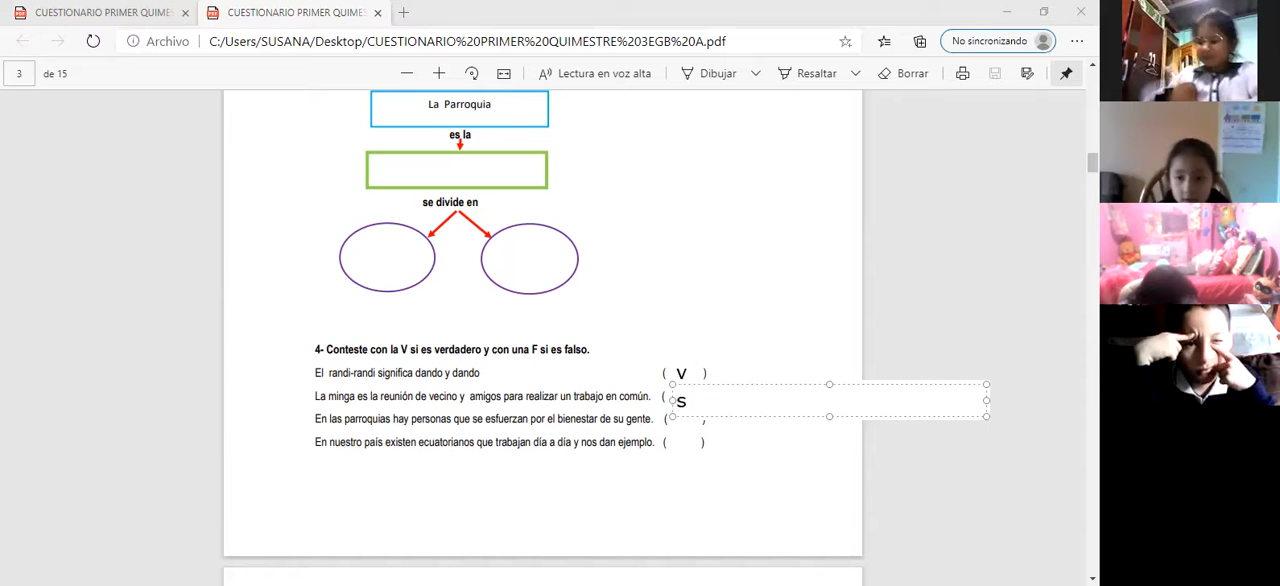 CUESTIONARIO PRIMER QUIMES
CUESTIONARIO PRIMER QUIMES
Archivo
C:/Users/SUSANA/Desktop/CUESTIONARIO%20PRIMER%20QUIMESTRE%203EGB%20A.pdf
No sincronizando
3 de 15
Lectura en voz alta
Dibujar
Resaltar
Borrar
La Parroquia
es la
se divide en
4- Conteste con la V si es verdadero y con una F si es falso.
El randi-randi significa dando y dando ( V )
La minga es la reunión de vecino y amigos para realizar un trabajo en común. ( S
En las parroquias hay personas que se esfuerzan por el bienestar de su gente. ( )
En nuestro país existen ecuatorianos que trabajan día a día y nos dan ejemplo. ( )